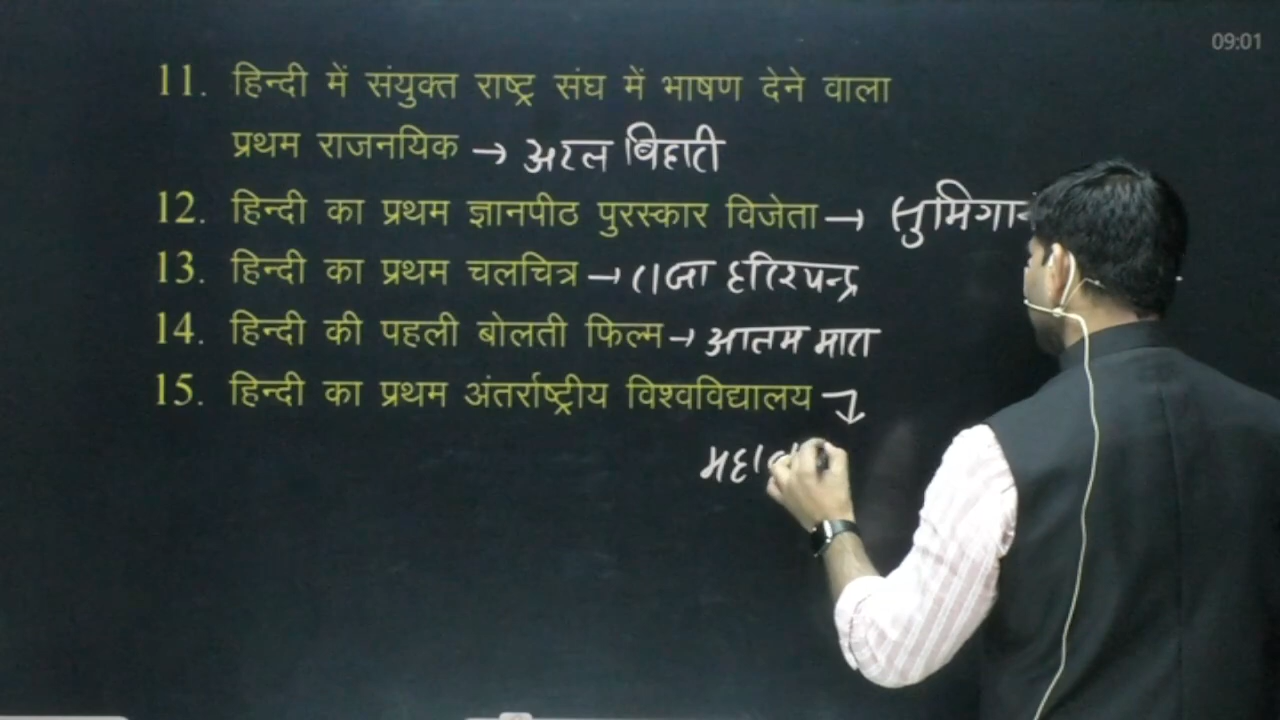 09:01
11. हिन्दी में संयुक्त राष्ट्र संघ में भाषण देने वाला
प्रथम राजनयिक → अटल बिहारी
12. हिन्दी का प्रथम ज्ञानपीठ पुरस्कार विजेता →
13. हिन्दी का प्रथम चलचित्र → राजा हरिश्चन्द्र
14. हिन्दी की पहली बोलती फिल्म → आलम आरा
15. हिन्दी का प्रथम अंतर्राष्ट्रीय विश्वविद्यालय